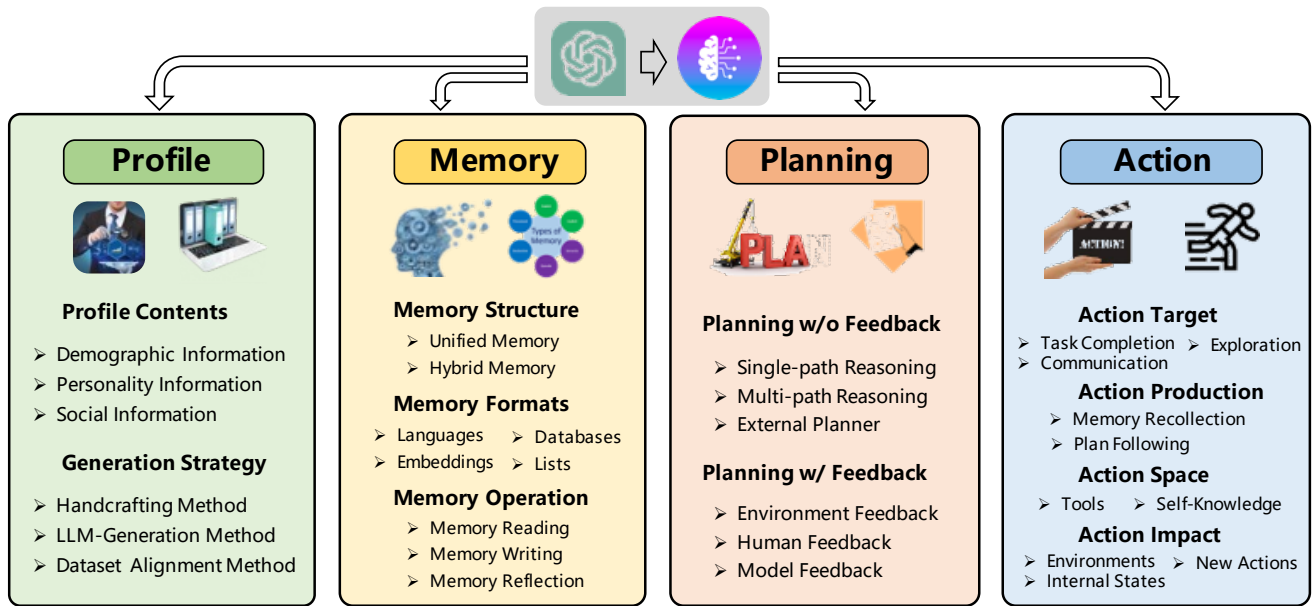 Profile
Profile Contents
➢ Demographic Information
➢ Personality Information
➢ Social Information
Generation Strategy
➢ Handcrafting Method
➢ LLM-Generation Method
➢ Dataset Alignment Method
Memory
Types of
Memory
Memory Structure
➢ Unified Memory
➢ Hybrid Memory
Memory Formats
➢ Languages ➢ Databases
➢ Embeddings ➢ Lists
Memory Operation
➢ Memory Reading
➢ Memory Writing
➢ Memory Reflection
Planning
PLAN
Planning w/o Feedback
➢ Single-path Reasoning
➢ Multi-path Reasoning
➢ External Planner
Planning w/ Feedback
➢ Environment Feedback
➢ Human Feedback
➢ Model Feedback
Action
ACTION!
Action Target
➢ Task Completion ➢ Exploration
➢ Communication
Action Production
➢ Memory Recollection
➢ Plan Following
Action Space
➢ Tools ➢ Self-Knowledge
Action Impact
➢ Environments ➢ New Actions
➢ Internal States